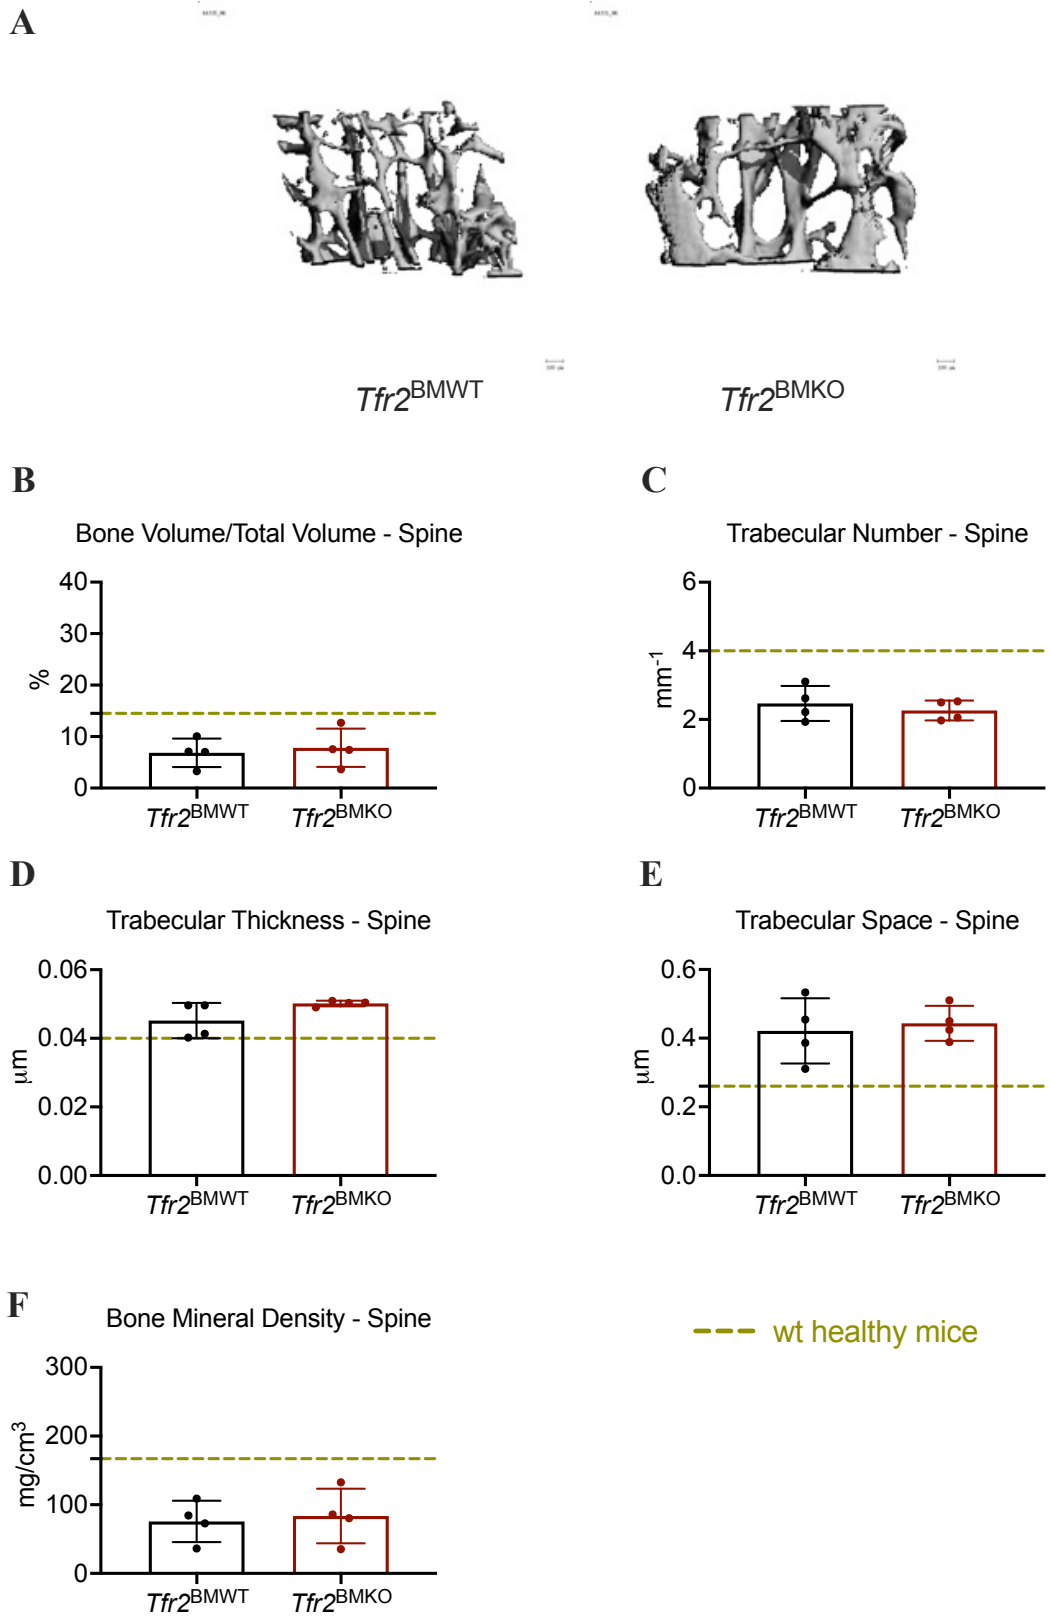 A
Tfr2BMWT
Tfr2BMKO
B
C
Bone Volume/Total Volume - Spine
40
30
20
10
0
%
Tfr2BMWT
Tfr2BMKO
Trabecular Number - Spine
6
4
2
0
mm-1
Tfr2BMWT
Tfr2BMKO
D
E
Trabecular Thickness - Spine
0.06
0.04
0.02
0.00
μm
Tfr2BMWT
Tfr2BMKO
Trabecular Space - Spine
0.6
0.4
0.2
0.0
μm
Tfr2BMWT
Tfr2BMKO
F
Bone Mineral Density - Spine
300
200
100
0
mg/cm3
Tfr2BMWT
Tfr2BMKO
wt healthy mice